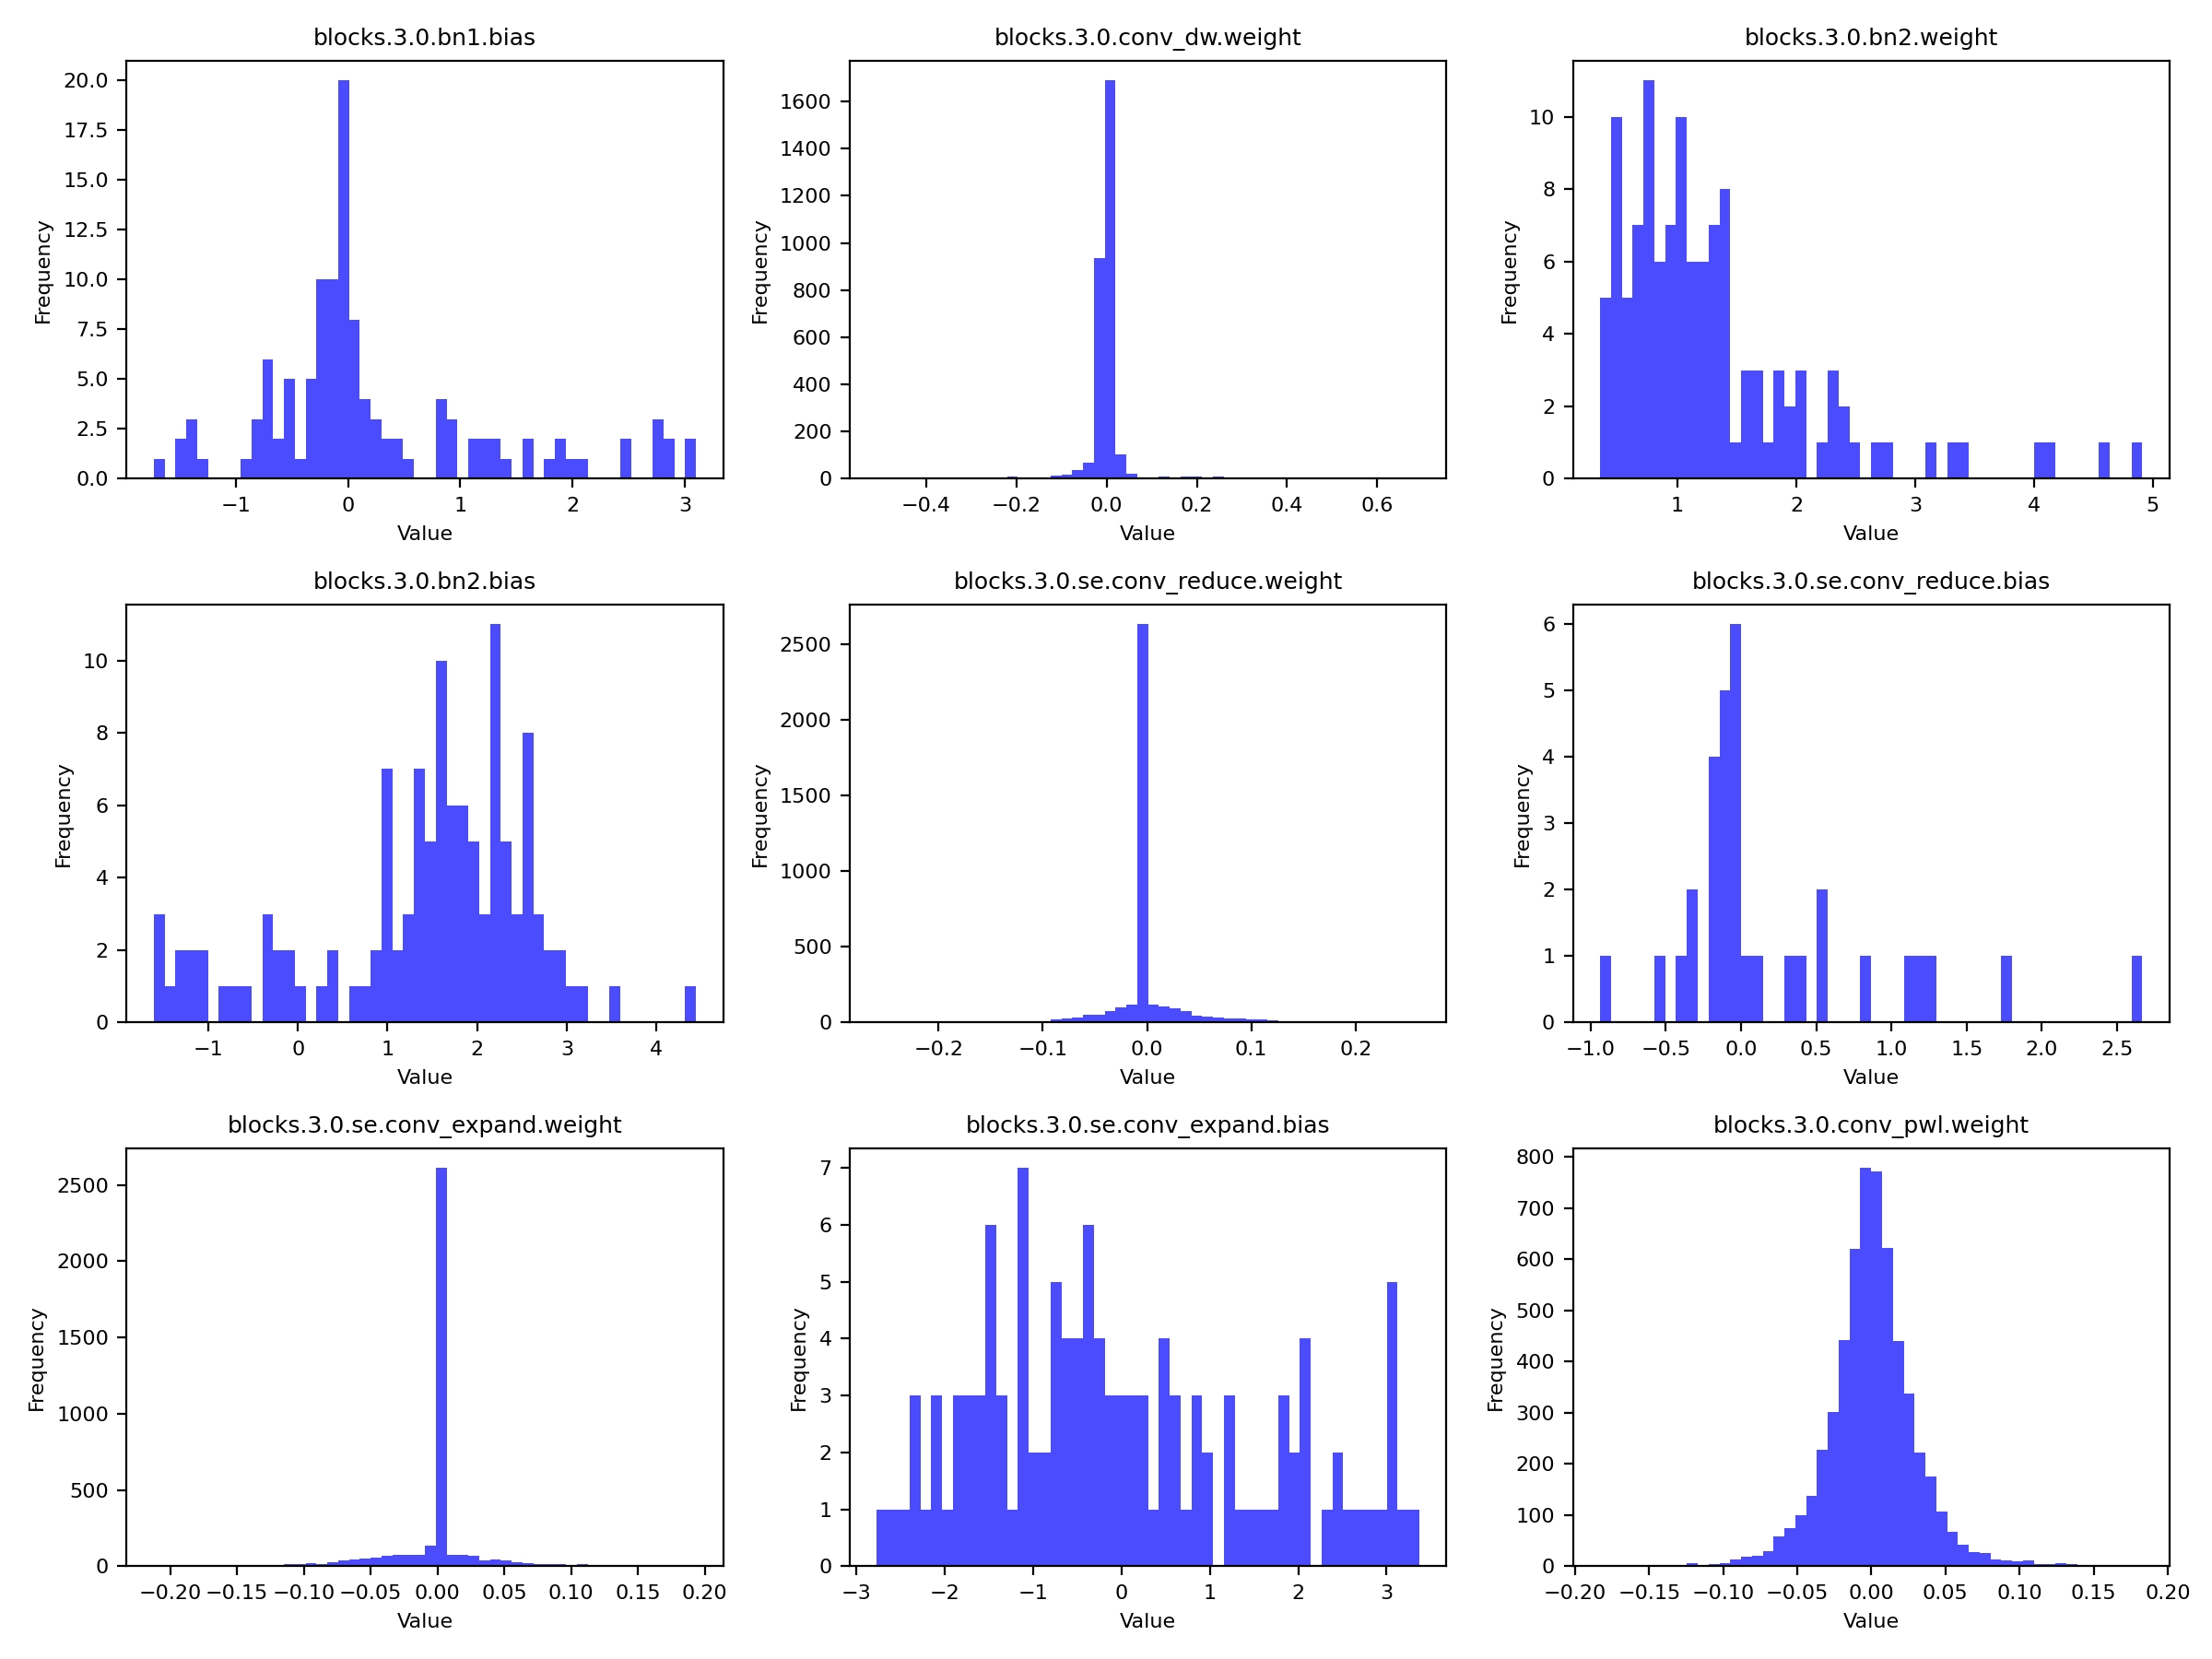 blocks.3.0.bn1.bias
20.0
17.5
15.0
12.5
10.0
7.5
5.0
2.5
0.0
Frequency
−1 0 1 2 3
Value
blocks.3.0.conv_dw.weight
1600
1400
1200
1000
800
600
400
200
0
Frequency
−0.4 −0.2 0.0 0.2 0.4 0.6
Value
blocks.3.0.bn2.weight
10
8
6
4
2
0
Frequency
1 2 3 4 5
Value
blocks.3.0.bn2.bias
10
8
6
4
2
0
Frequency
−1 0 1 2 3 4
Value
blocks.3.0.se.conv_reduce.weight
2500
2000
1500
1000
500
0
Frequency
−0.2 −0.1 0.0 0.1 0.2
Value
blocks.3.0.se.conv_reduce.bias
6
5
4
3
2
1
0
Frequency
−1.0 −0.5 0.0 0.5 1.0 1.5 2.0 2.5
Value
blocks.3.0.se.conv_expand.weight
2500
2000
1500
1000
500
0
Frequency
−0.20 −0.15 −0.10 −0.05 0.00 0.05 0.10 0.15 0.20
Value
blocks.3.0.se.conv_expand.bias
7
6
5
4
3
2
1
0
Frequency
−3 −2 −1 0 1 2 3
Value
blocks.3.0.conv_pwl.weight
800
700
600
500
400
300
200
100
0
Frequency
−0.20 −0.15 −0.10 −0.05 0.00 0.05 0.10 0.15 0.20
Value